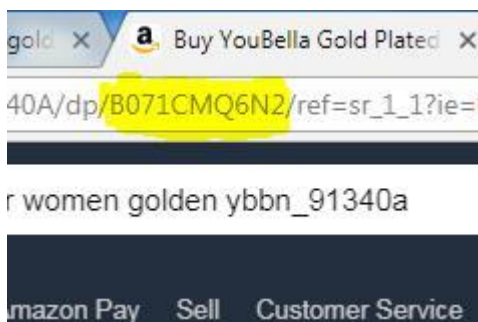 gold × a Buy YouBella Gold Plated ×
40A/dp/B071CMQ6N2/ref=sr_1_1?ie=
r women golden ybbn_91340a
mazon Pay Sell Customer Service